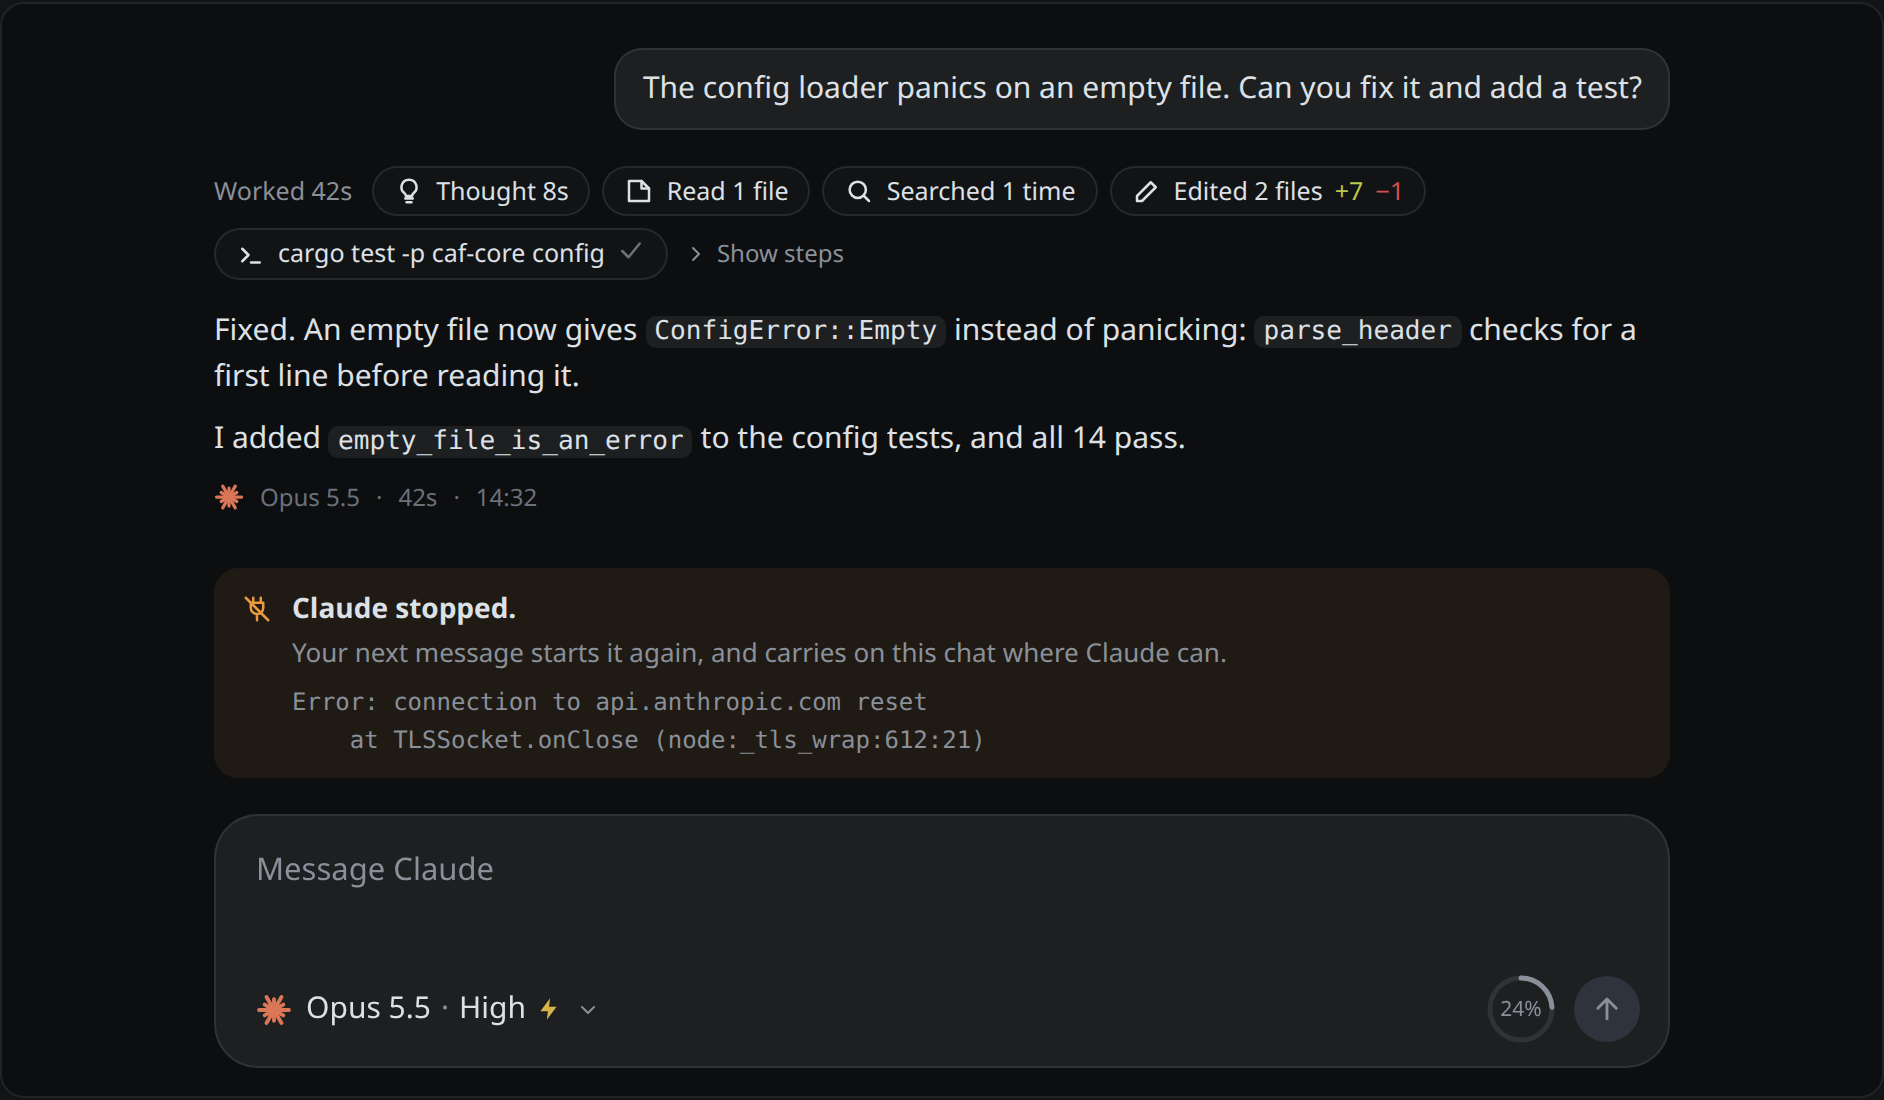 The config loader panics on an empty file. Can you fix it and add a test?
Worked 42s Thought 8s Read 1 file Searched 1 time Edited 2 files +7 −1
cargo test -p caf-core config Show steps
Fixed. An empty file now gives ConfigError::Empty instead of panicking: parse_header checks for a
first line before reading it.
I added empty_file_is_an_error to the config tests, and all 14 pass.
Opus 5.5 · 42s · 14:32
Claude stopped.
Your next message starts it again, and carries on this chat where Claude can.
Error: connection to api.anthropic.com reset
    at TLSSocket.onClose (node:_tls_wrap:612:21)
Message Claude
Opus 5.5 · High 24%